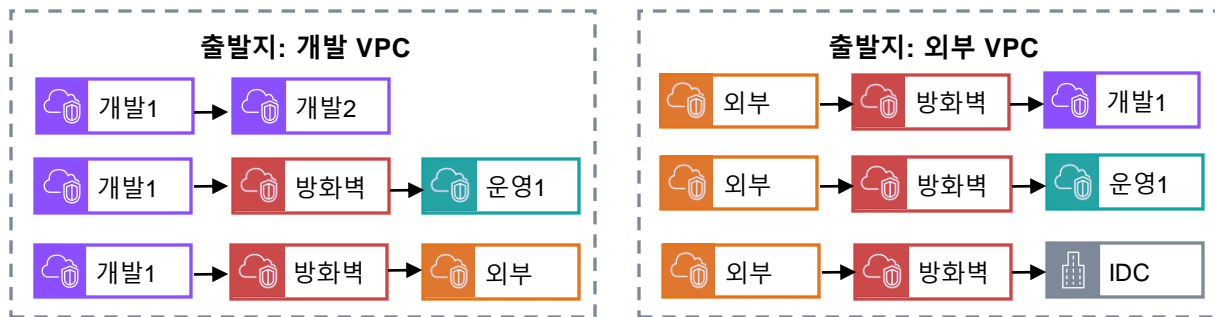 출발지: 개발 VPC
개발1
개발2
개발1
방화벽
운영1
개발1
방화벽
외부
출발지: 외부 VPC
외부
방화벽
개발1
외부
방화벽
운영1
외부
방화벽
IDC